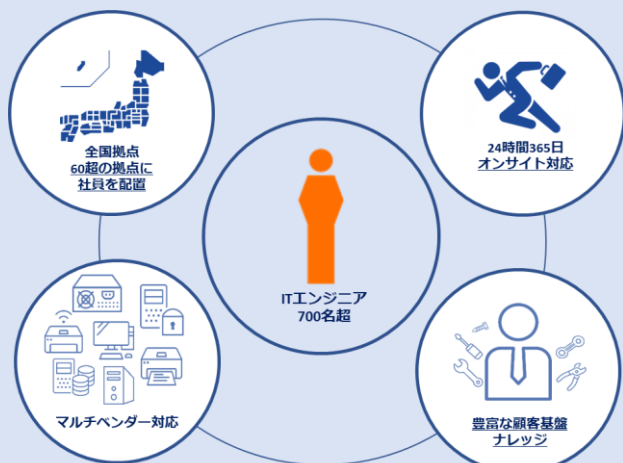 全国拠点
60超の拠点に
社員を配置
24時間365日
オンサイト対応
ITエンジニア
700名超
マルチベンダー対応
豊富な顧客基盤
ナレッジ